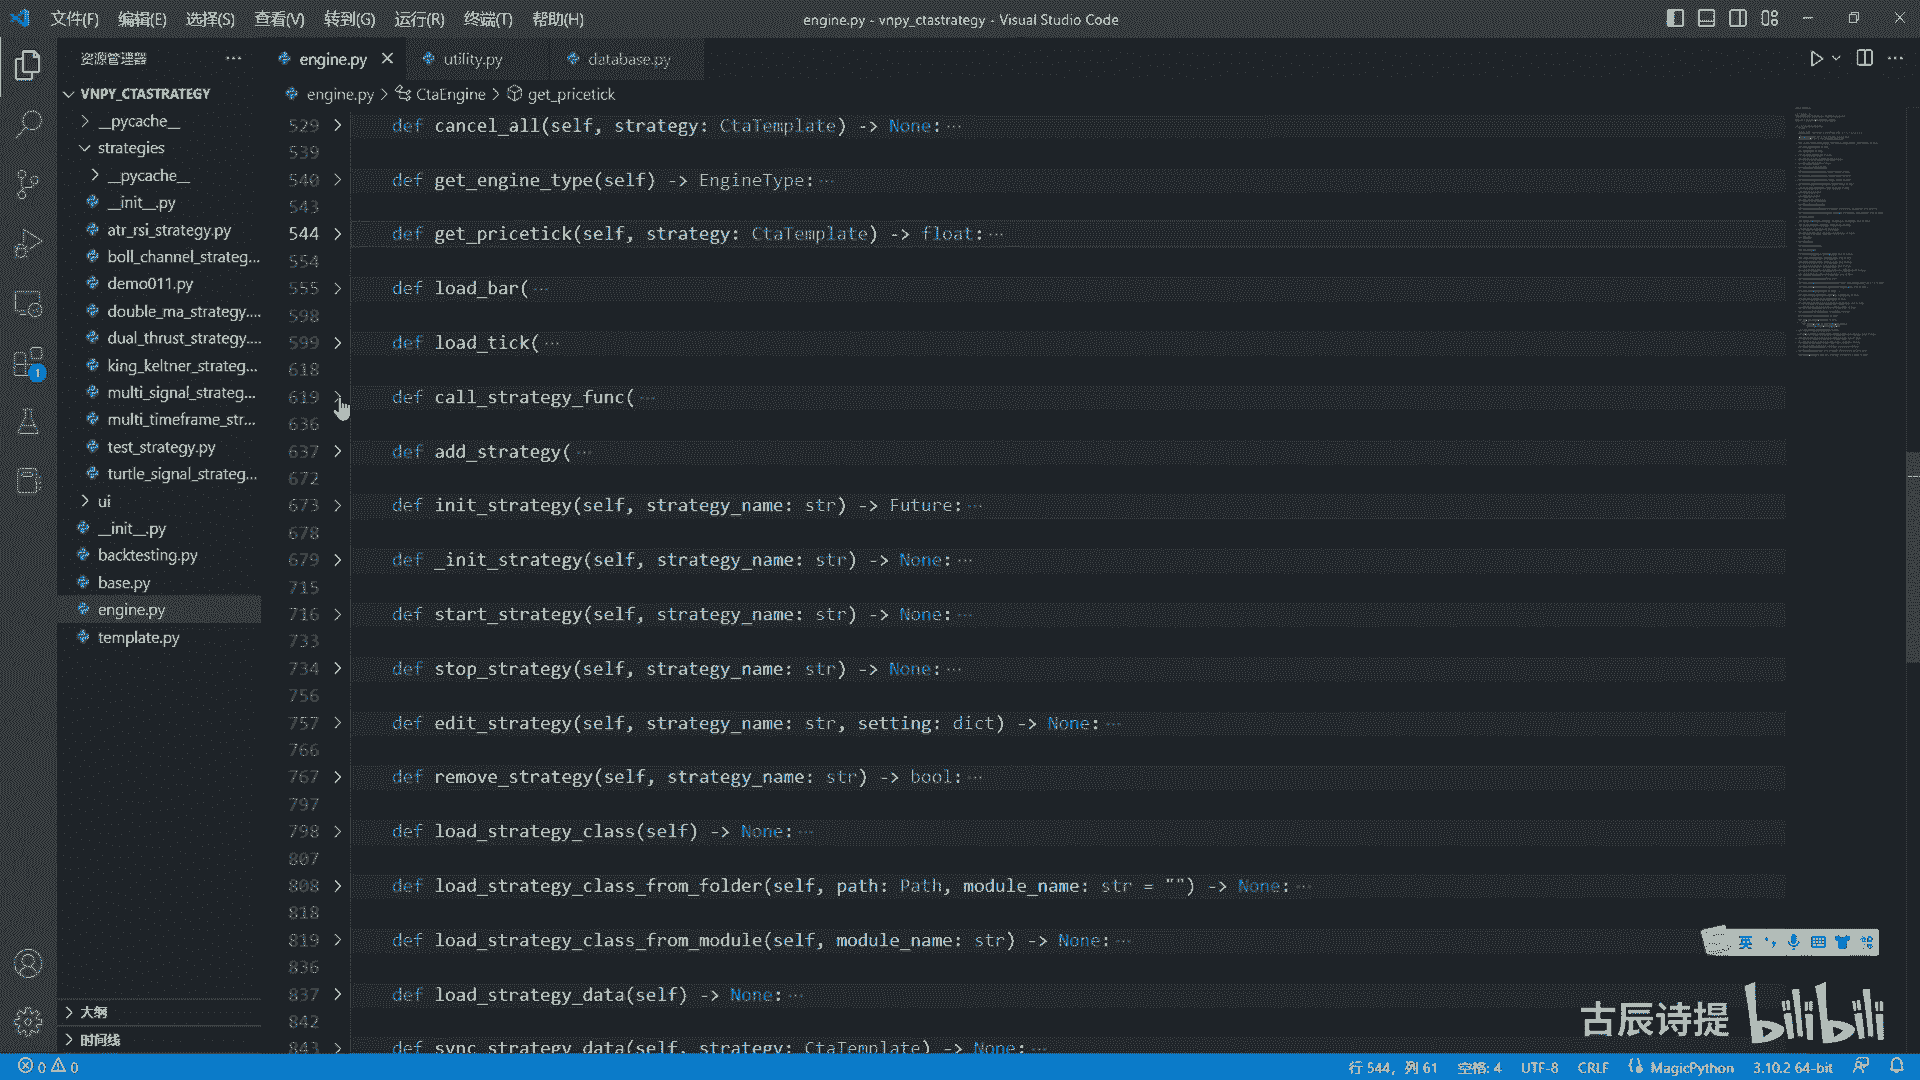 文件(F) 编辑(E) 选择(S) 查看(V) 转到(G) 运行(R) 终端(T) 帮助(H)
engine.py - vnpy_ctastrategy - Visual Studio Code
资源管理器
engine.py utility.py database.py
VNPY_CTASTRATEGY
engine.py > CtaEngine > get_pricetick
__pycache__
strategies
__pycache__
__init__.py
atr_rsi_strategy.py
boll_channel_strateg...
demo011.py
double_ma_strategy....
dual_thrust_strategy....
king_keltner_strateg...
multi_signal_strateg...
multi_timeframe_str...
test_strategy.py
turtle_signal_strateg...
ui
__init__.py
backtesting.py
base.py
engine.py
template.py
大纲
时间线
1
529 def cancel_all(self, strategy: CtaTemplate) -> None:···
539
540 def get_engine_type(self) -> EngineType:···
543
544 def get_pricetick(self, strategy: CtaTemplate) -> float:···
554
555 def load_bar(···
598
599 def load_tick(···
618
619 def call_strategy_func(···
636
637 def add_strategy(···
672
673 def init_strategy(self, strategy_name: str) -> Future:···
678
679 def _init_strategy(self, strategy_name: str) -> None:···
715
716 def start_strategy(self, strategy_name: str) -> None:···
733
734 def stop_strategy(self, strategy_name: str) -> None:···
756
757 def edit_strategy(self, strategy_name: str, setting: dict) -> None:···
766
767 def remove_strategy(self, strategy_name: str) -> bool:···
797
798 def load_strategy_class(self) -> None:···
807
808 def load_strategy_class_from_folder(self, path: Path, module_name: str = "") -> None:···
818
819 def load_strategy_class_from_module(self, module_name: str) -> None:···
836
837 def load_strategy_data(self) -> None:···
842
843 def sync_strategy_data(self, strategy: CtaTemplate) -> None:···
英
古辰诗提 bilibili
0 0
行 544，列 61 空格: 4 UTF-8 CRLF MagicPython 3.10.2 64-bit